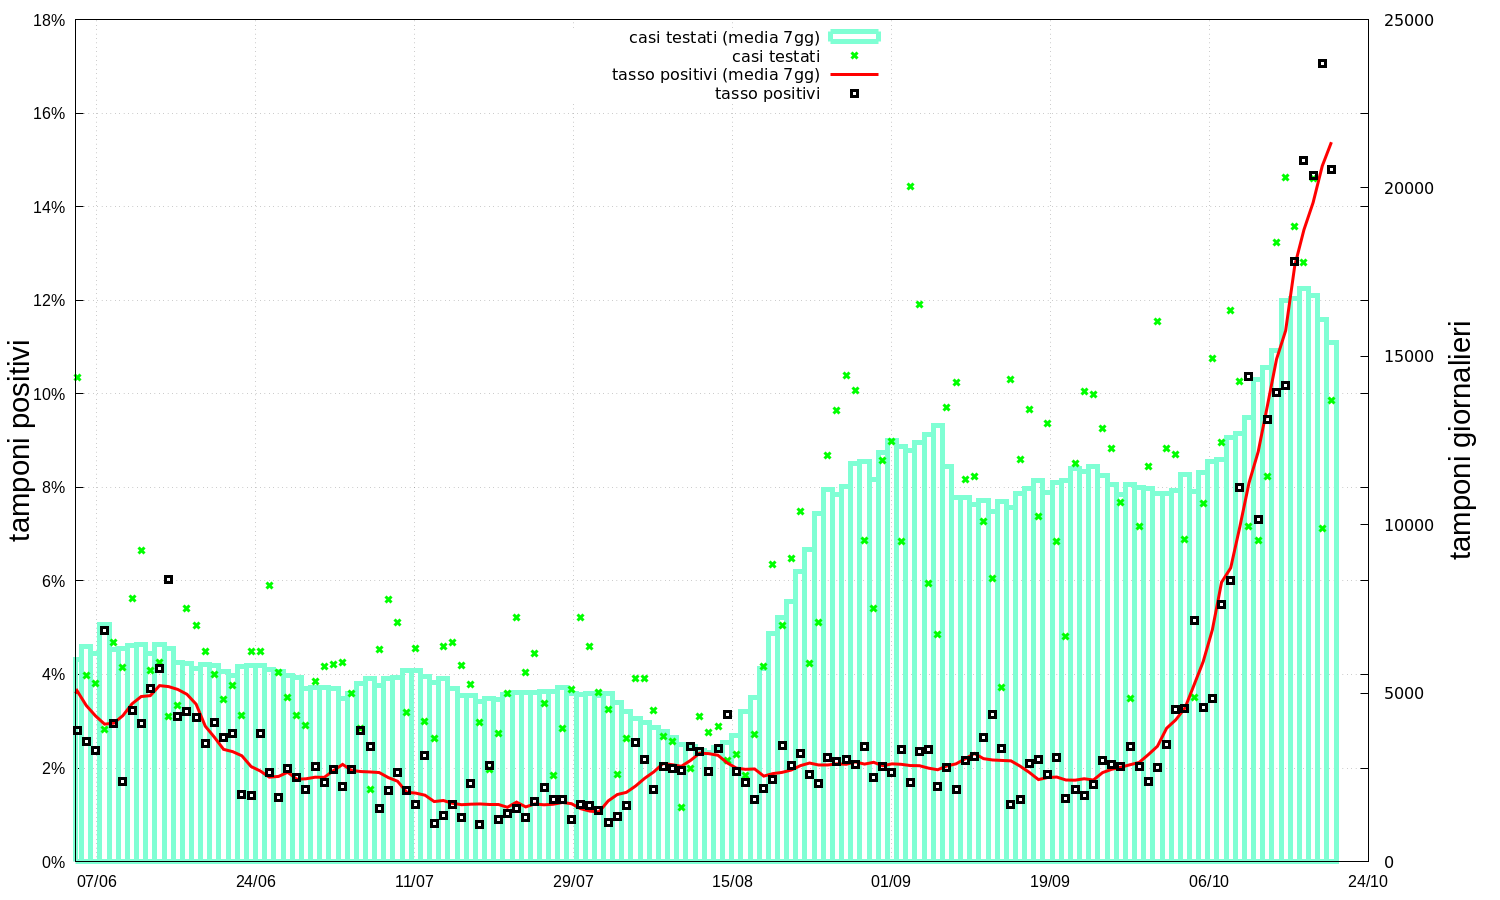 casi testati (media 7gg)
casi testati
tasso positivi (media 7gg)
tasso positivi
18%
16%
14%
12%
10%
8%
6%
4%
2%
0%
tamponi positivi
25000
20000
15000
10000
5000
0
tamponi giornalieri
07/06 24/06 11/07 29/07 15/08 01/09 19/09 06/10 24/10